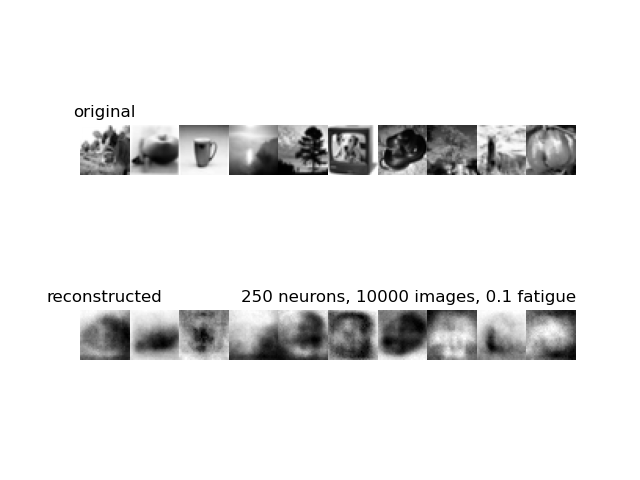 original
reconstructed
250 neurons, 10000 images, 0.1 fatigue